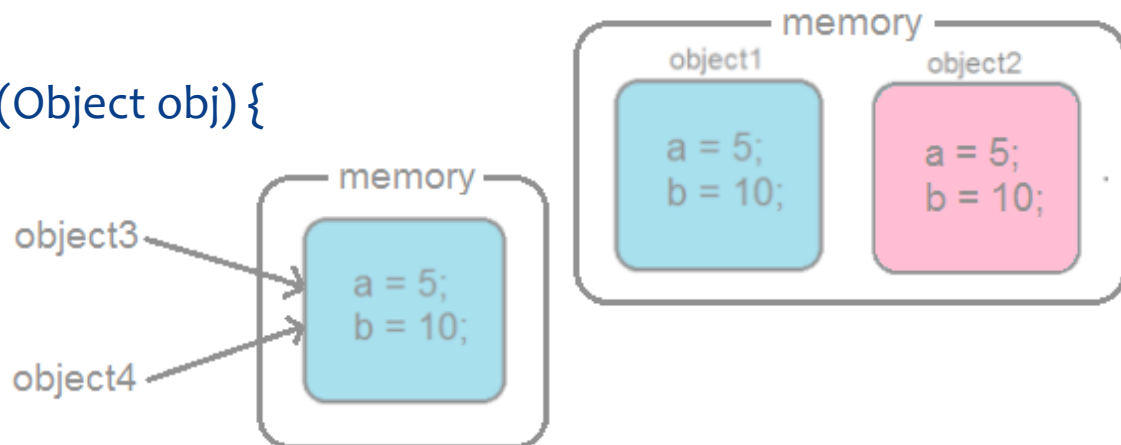 (Object obj) {
memory
object3
object4
a = 5;
b = 10;
memory
object1
a = 5;
b = 10;
object2
a = 5;
b = 10;
.